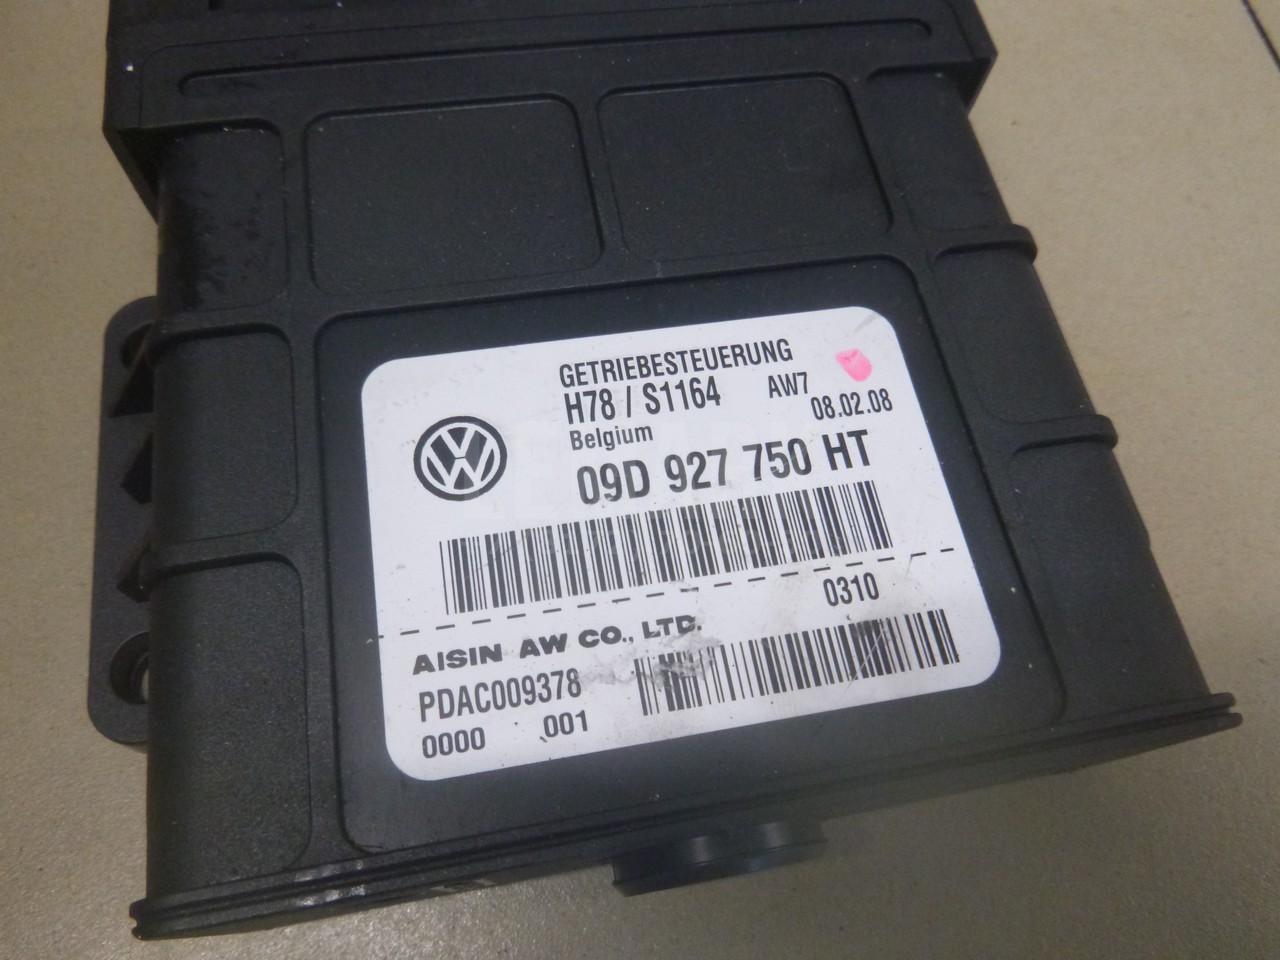 GETRIEBESTEUERUNG
H78 / S1164 AW7
Belgium 08.02.08
09D 927 750 HT
0310
AISIN AW CO., LTD.
PDAC009378
0000 001